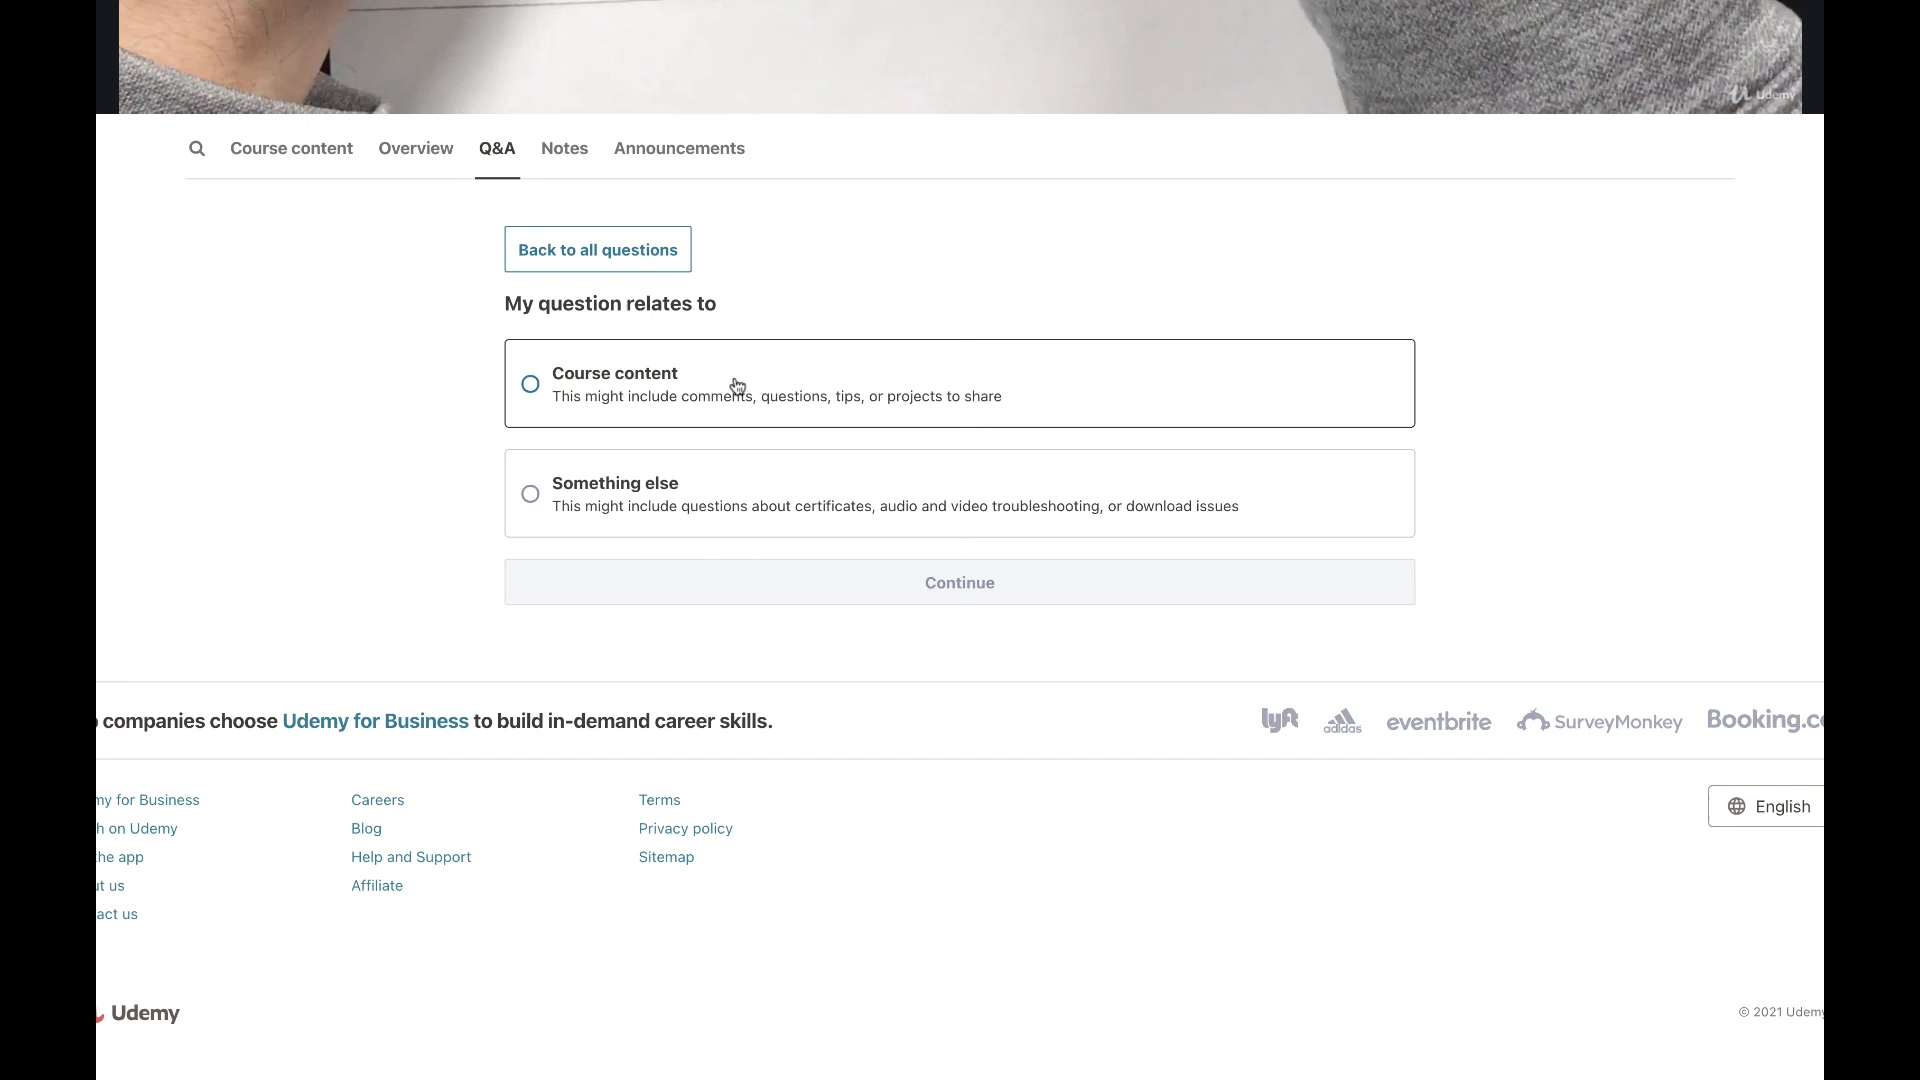 Udemy
Course content Overview Q&A Notes Announcements
Back to all questions
My question relates to
Course content
This might include comments, questions, tips, or projects to share
Something else
This might include questions about certificates, audio and video troubleshooting, or download issues
Continue
companies choose Udemy for Business to build in-demand career skills.
lyft adidas eventbrite SurveyMonkey Booking.co
my for Business Careers Terms
h on Udemy Blog Privacy policy
the app Help and Support Sitemap
ut us Affiliate
act us
English
Udemy
© 2021 Udemy